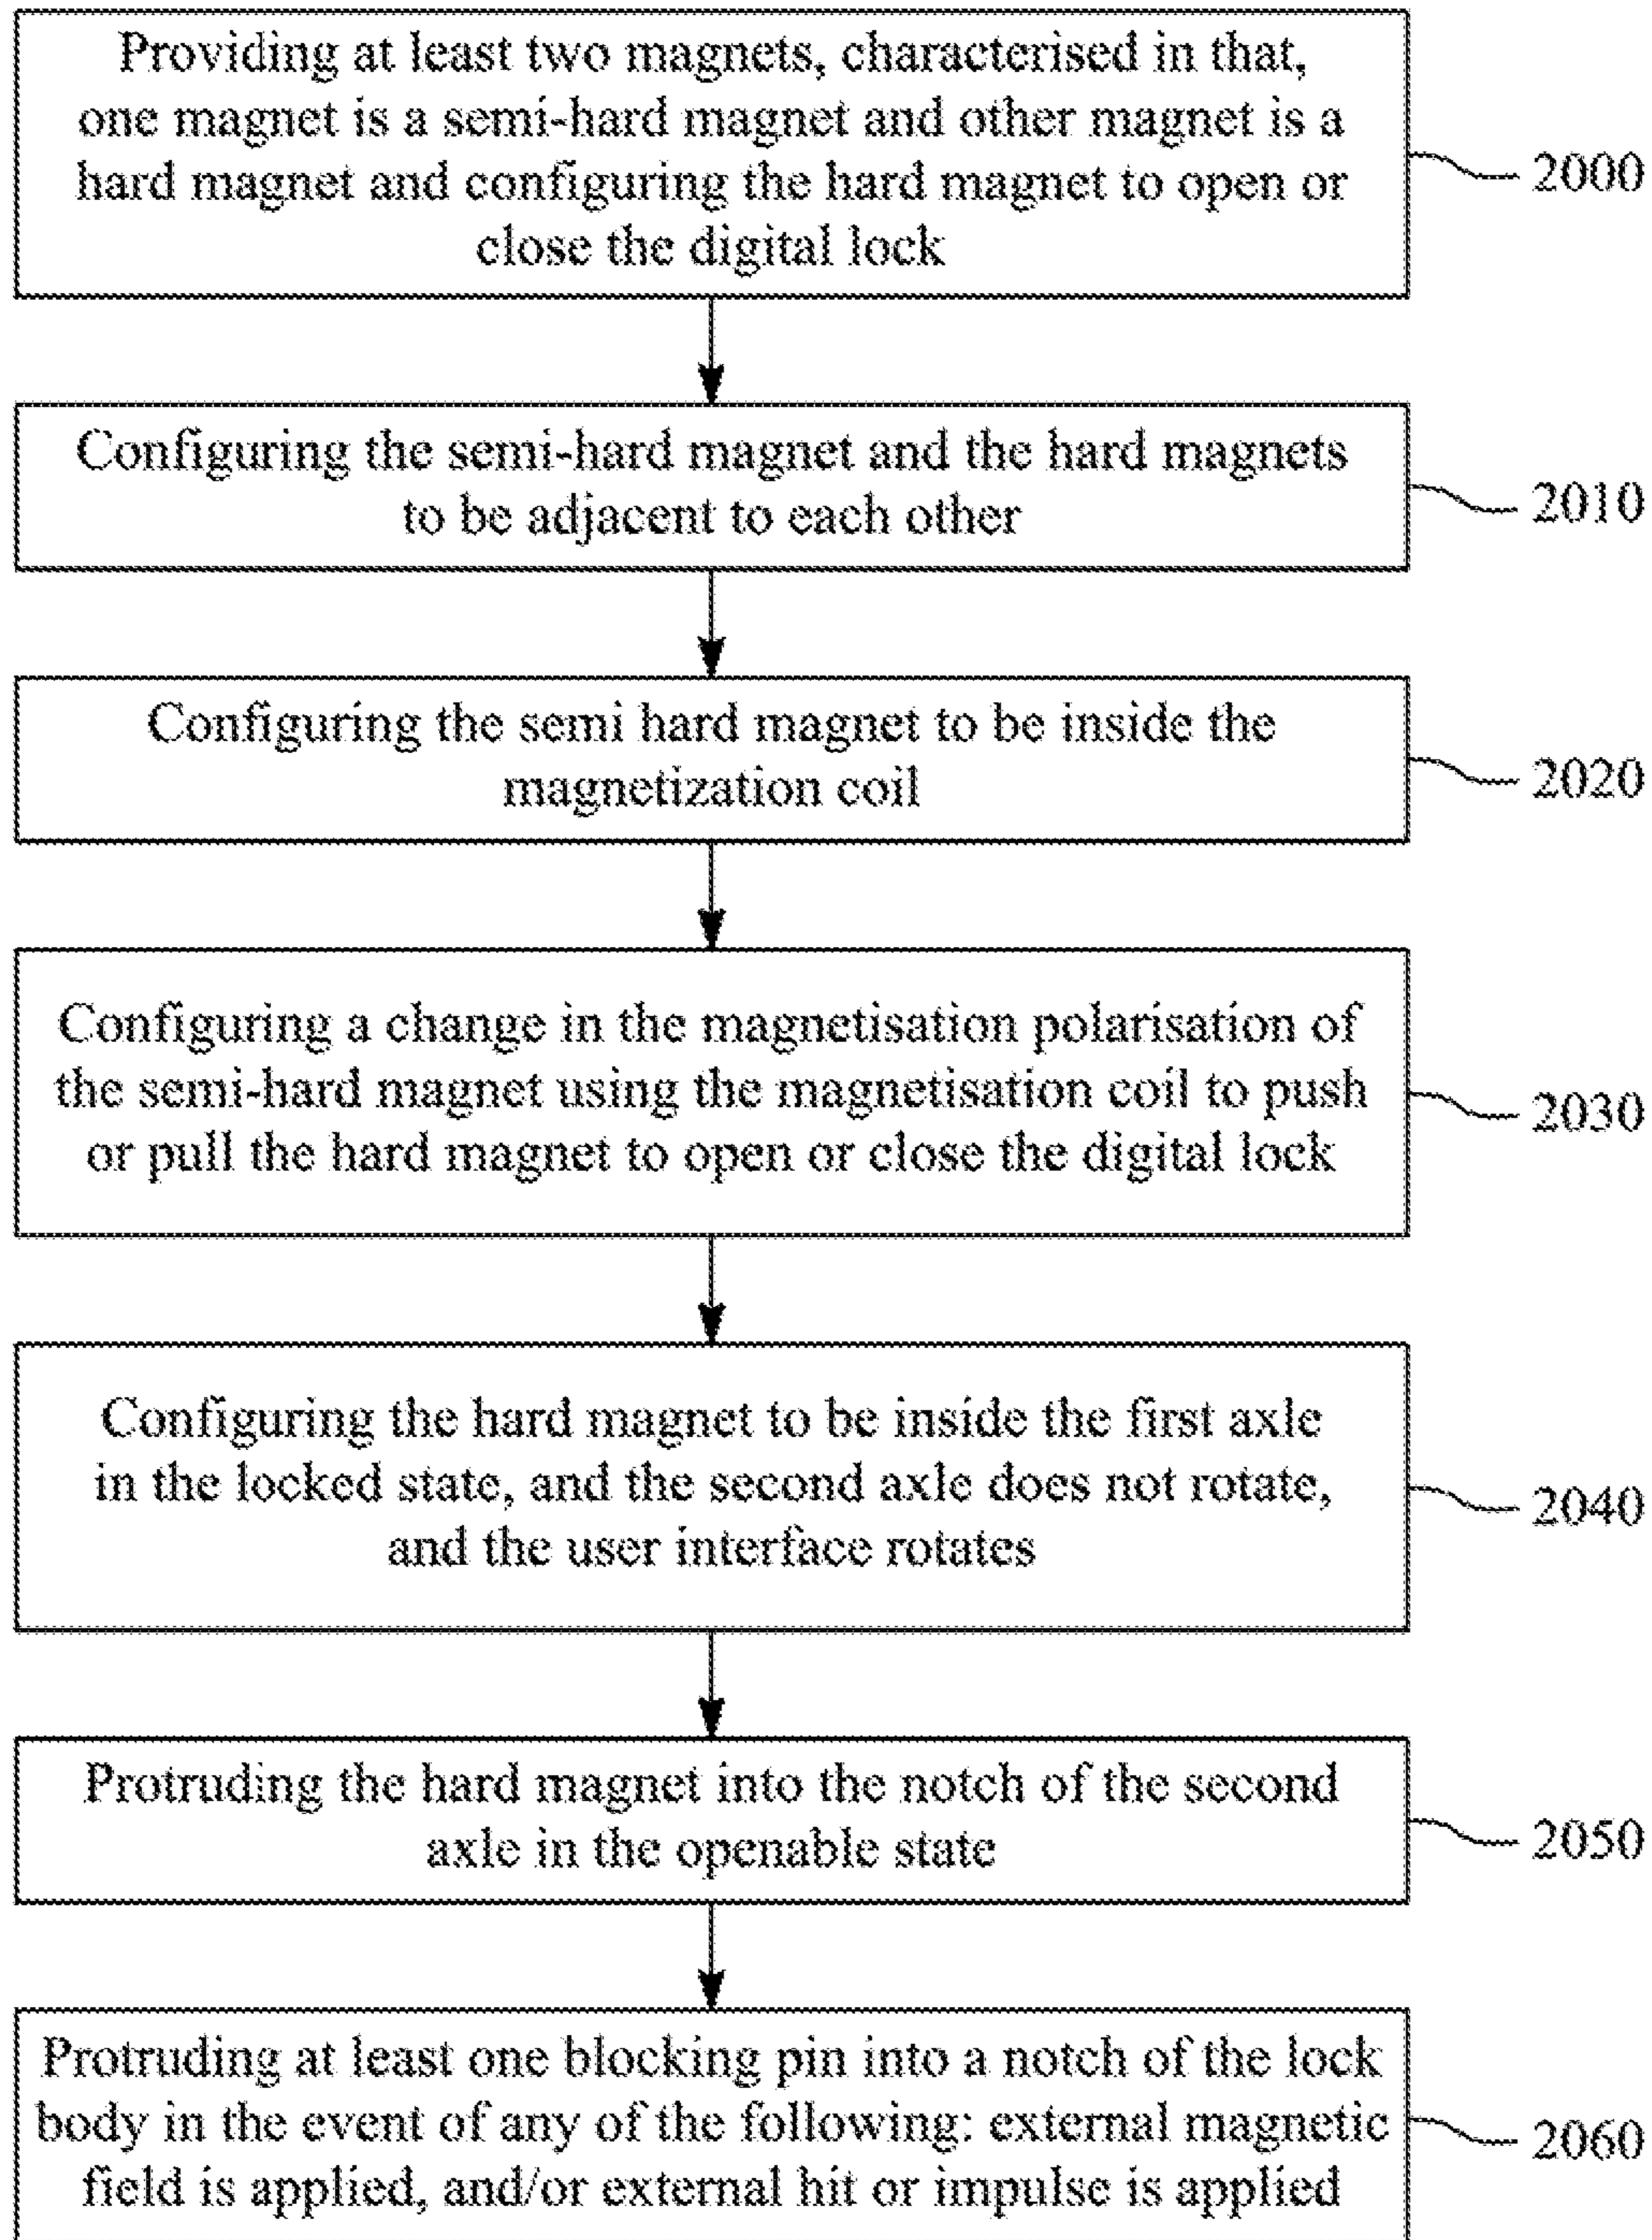 Providing at least two magnets, characterised in that,
one magnet is a semi-hard magnet and other magnet is a
hard magnet and configuring the hard magnet to open or
close the digital lock
2000
Configuring the semi-hard magnet and the hard magnets
to be adjacent to each other
2010
Configuring the semi hard magnet to be inside the
magnetization coil
2020
Configuring a change in the magnetisation polarisation of
the semi-hard magnet using the magnetisation coil to push
or pull the hard magnet to open or close the digital lock
2030
Configuring the hard magnet to be inside the first axle
in the locked state, and the second axle does not rotate,
and the user interface rotates
2040
Protruding the hard magnet into the notch of the second
axle in the openable state
2050
Protruding at least one blocking pin into a notch of the lock
body in the event of any of the following: external magnetic
field is applied, and/or external hit or impulse is applied
2060